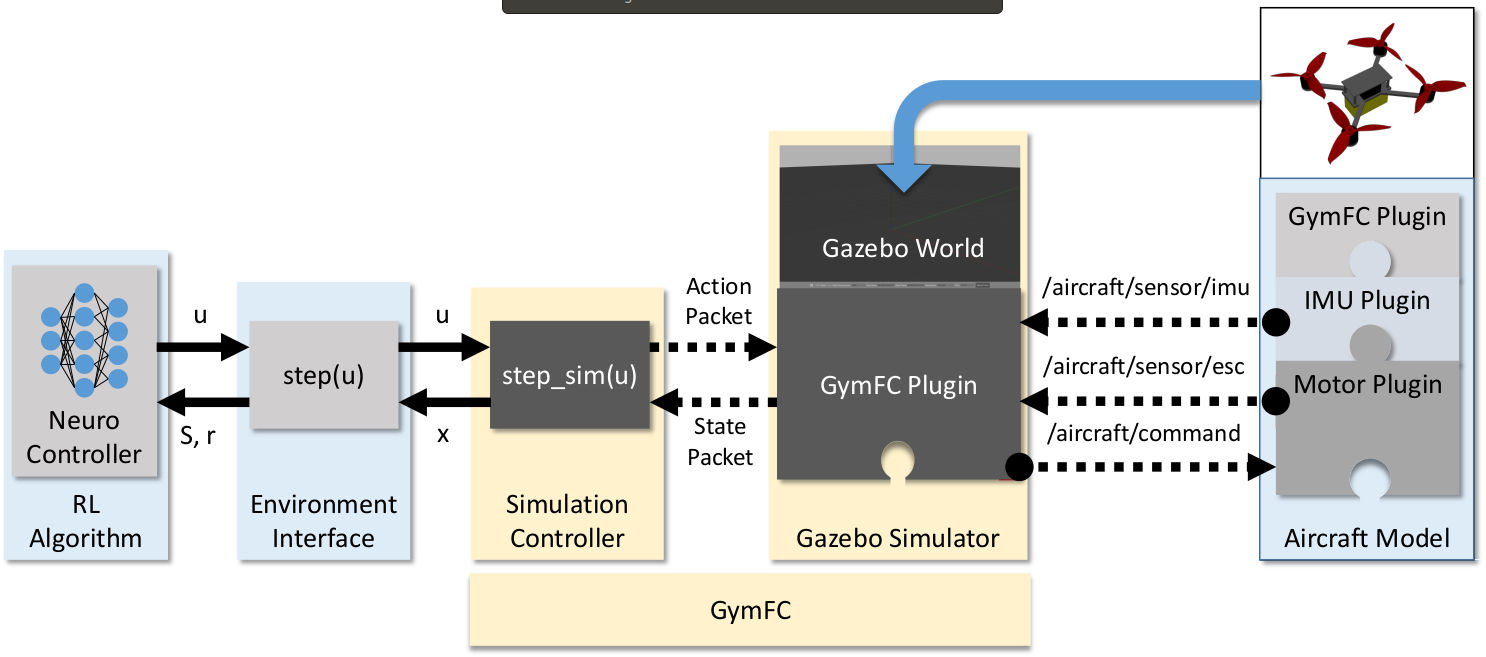 GymFC Plugin
Gazebo World
/aircraft/sensor/imu
IMU Plugin
Action
Packet
u
u
/aircraft/sensor/esc
step(u)
step_sim(u)
GymFC Plugin
Motor Plugin
Neuro
Controller
S, r
x
State
Packet
/aircraft/command
RL
Algorithm
Environment
Interface
Simulation
Controller
Gazebo Simulator
Aircraft Model
GymFC